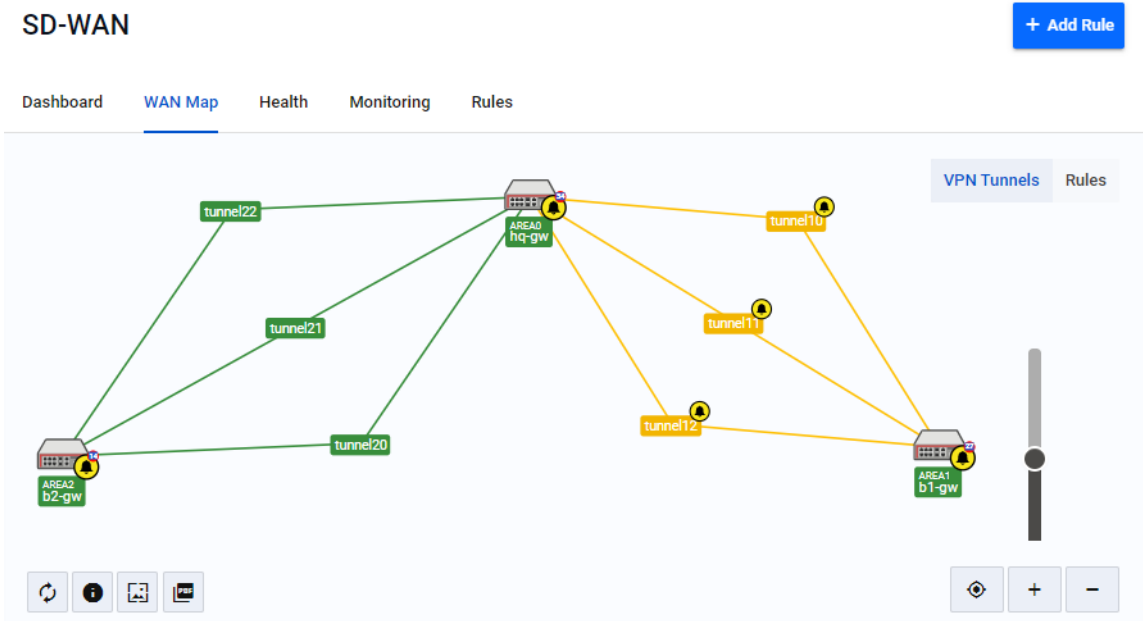 SD-WAN
+ Add Rule
Dashboard
WAN Map
Health
Monitoring
Rules
VPN Tunnels
Rules
tunnel22
tunnel10
AREA0
hq-gw
tunnel21
tunnel11
tunnel12
tunnel20
AREA2
b2-gw
AREA1
b1-gw
PDF
+
−